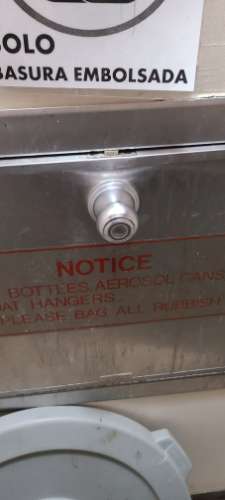 SOLO
BASURA EMBOLSADA
NOTICE
BOTTLES, AEROSOL CANS
HANGERS
PLEASE BAG ALL RUBBISH